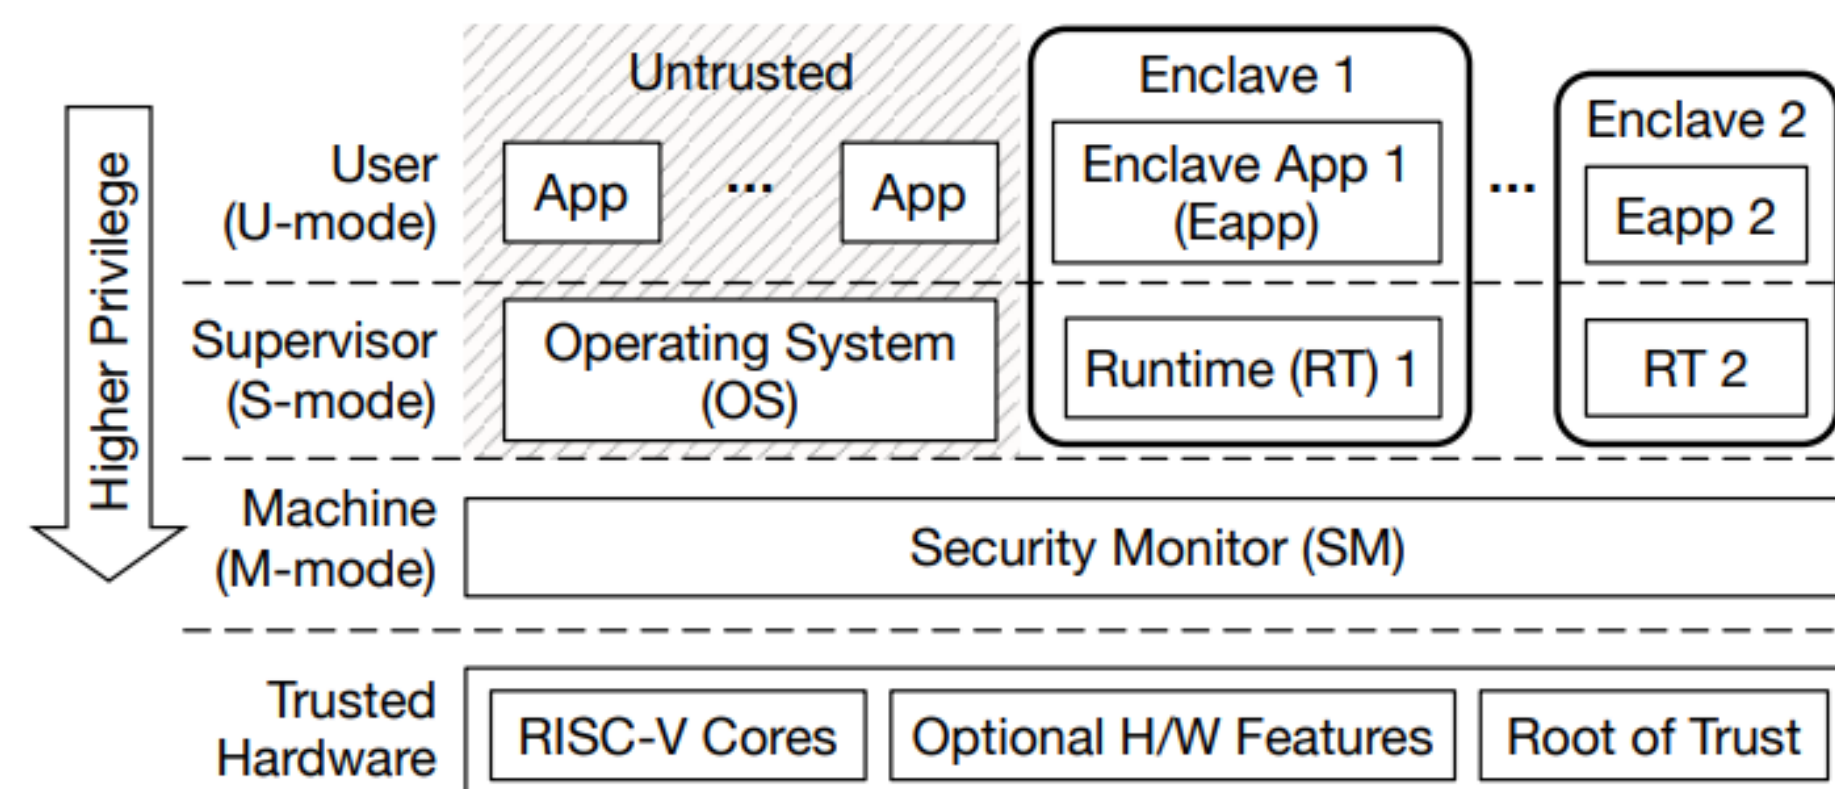 Untrusted
Enclave 1
Enclave 2
Higher Privilege
User
(U-mode)
App
...
App
Enclave App 1
(Eapp)
...
Eapp 2
Supervisor
(S-mode)
Operating System
(OS)
Runtime (RT) 1
RT 2
Machine
(M-mode)
Security Monitor (SM)
Trusted
Hardware
RISC-V Cores
Optional H/W Features
Root of Trust